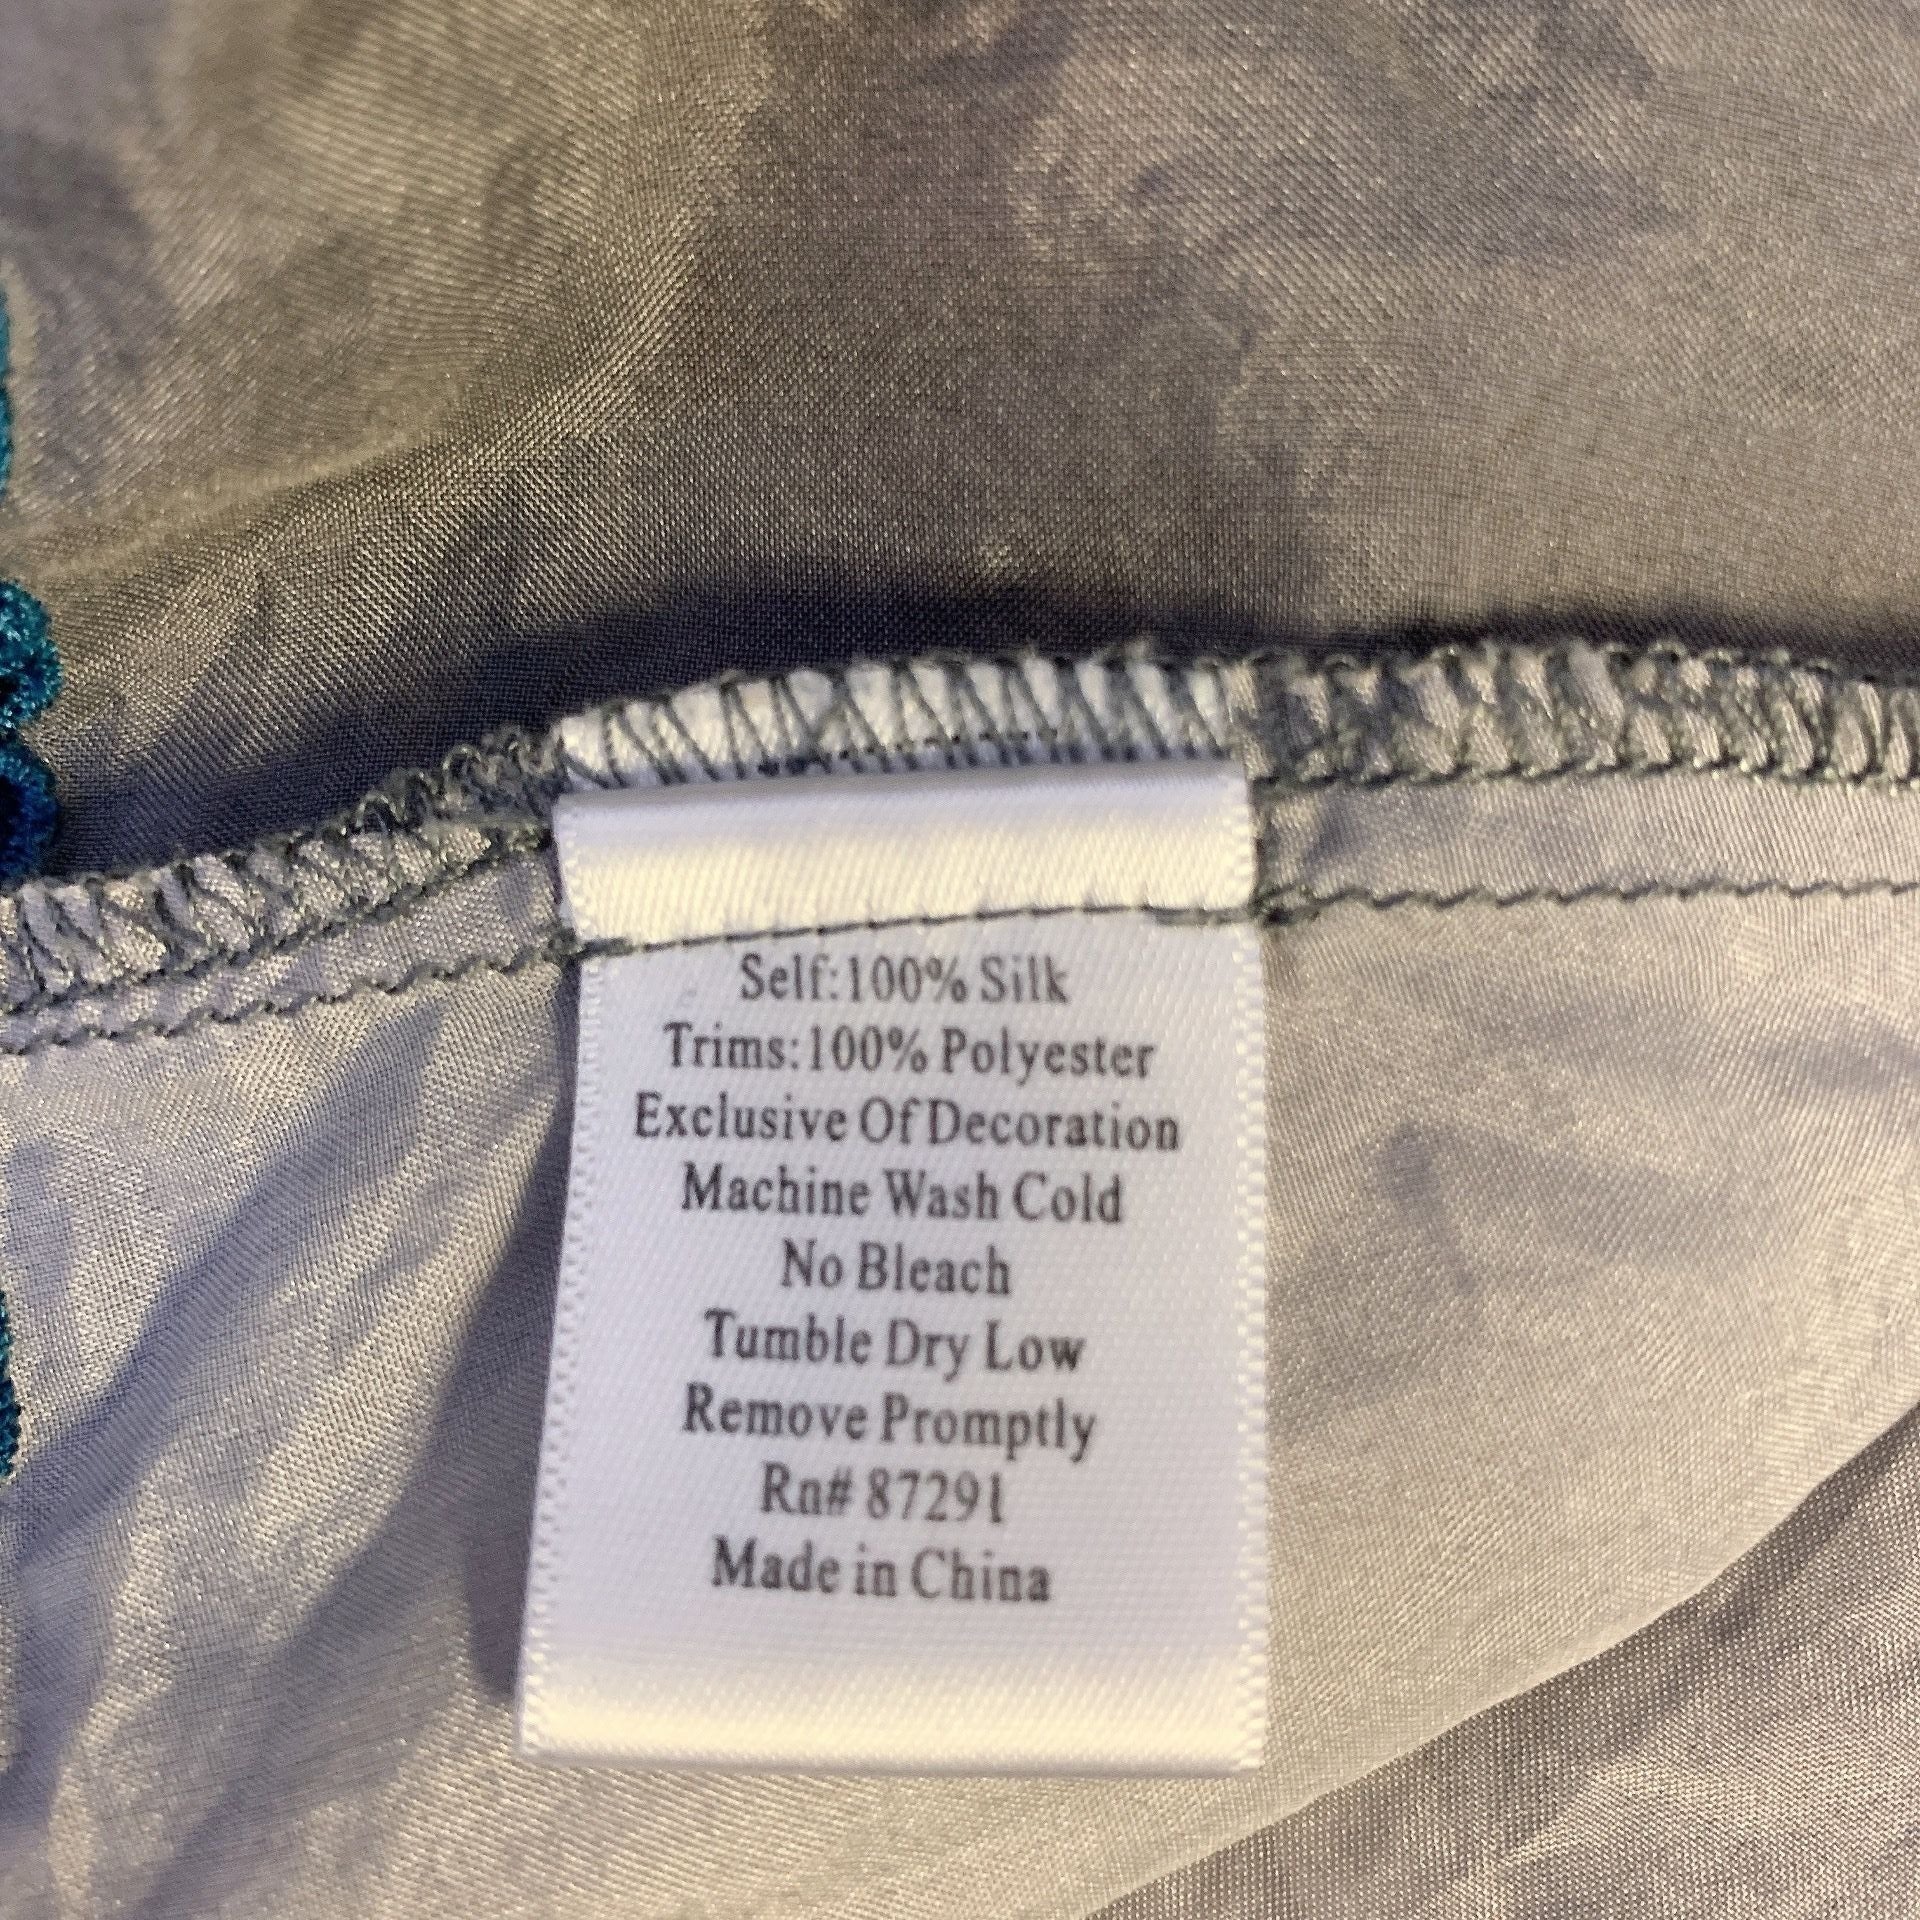 Self:100% Silk
Trims:100% Polyester
Exclusive Of Decoration
Machine Wash Cold
No Bleach
Tumble Dry Low
Remove Promptly
Rn# 87291
Made in China